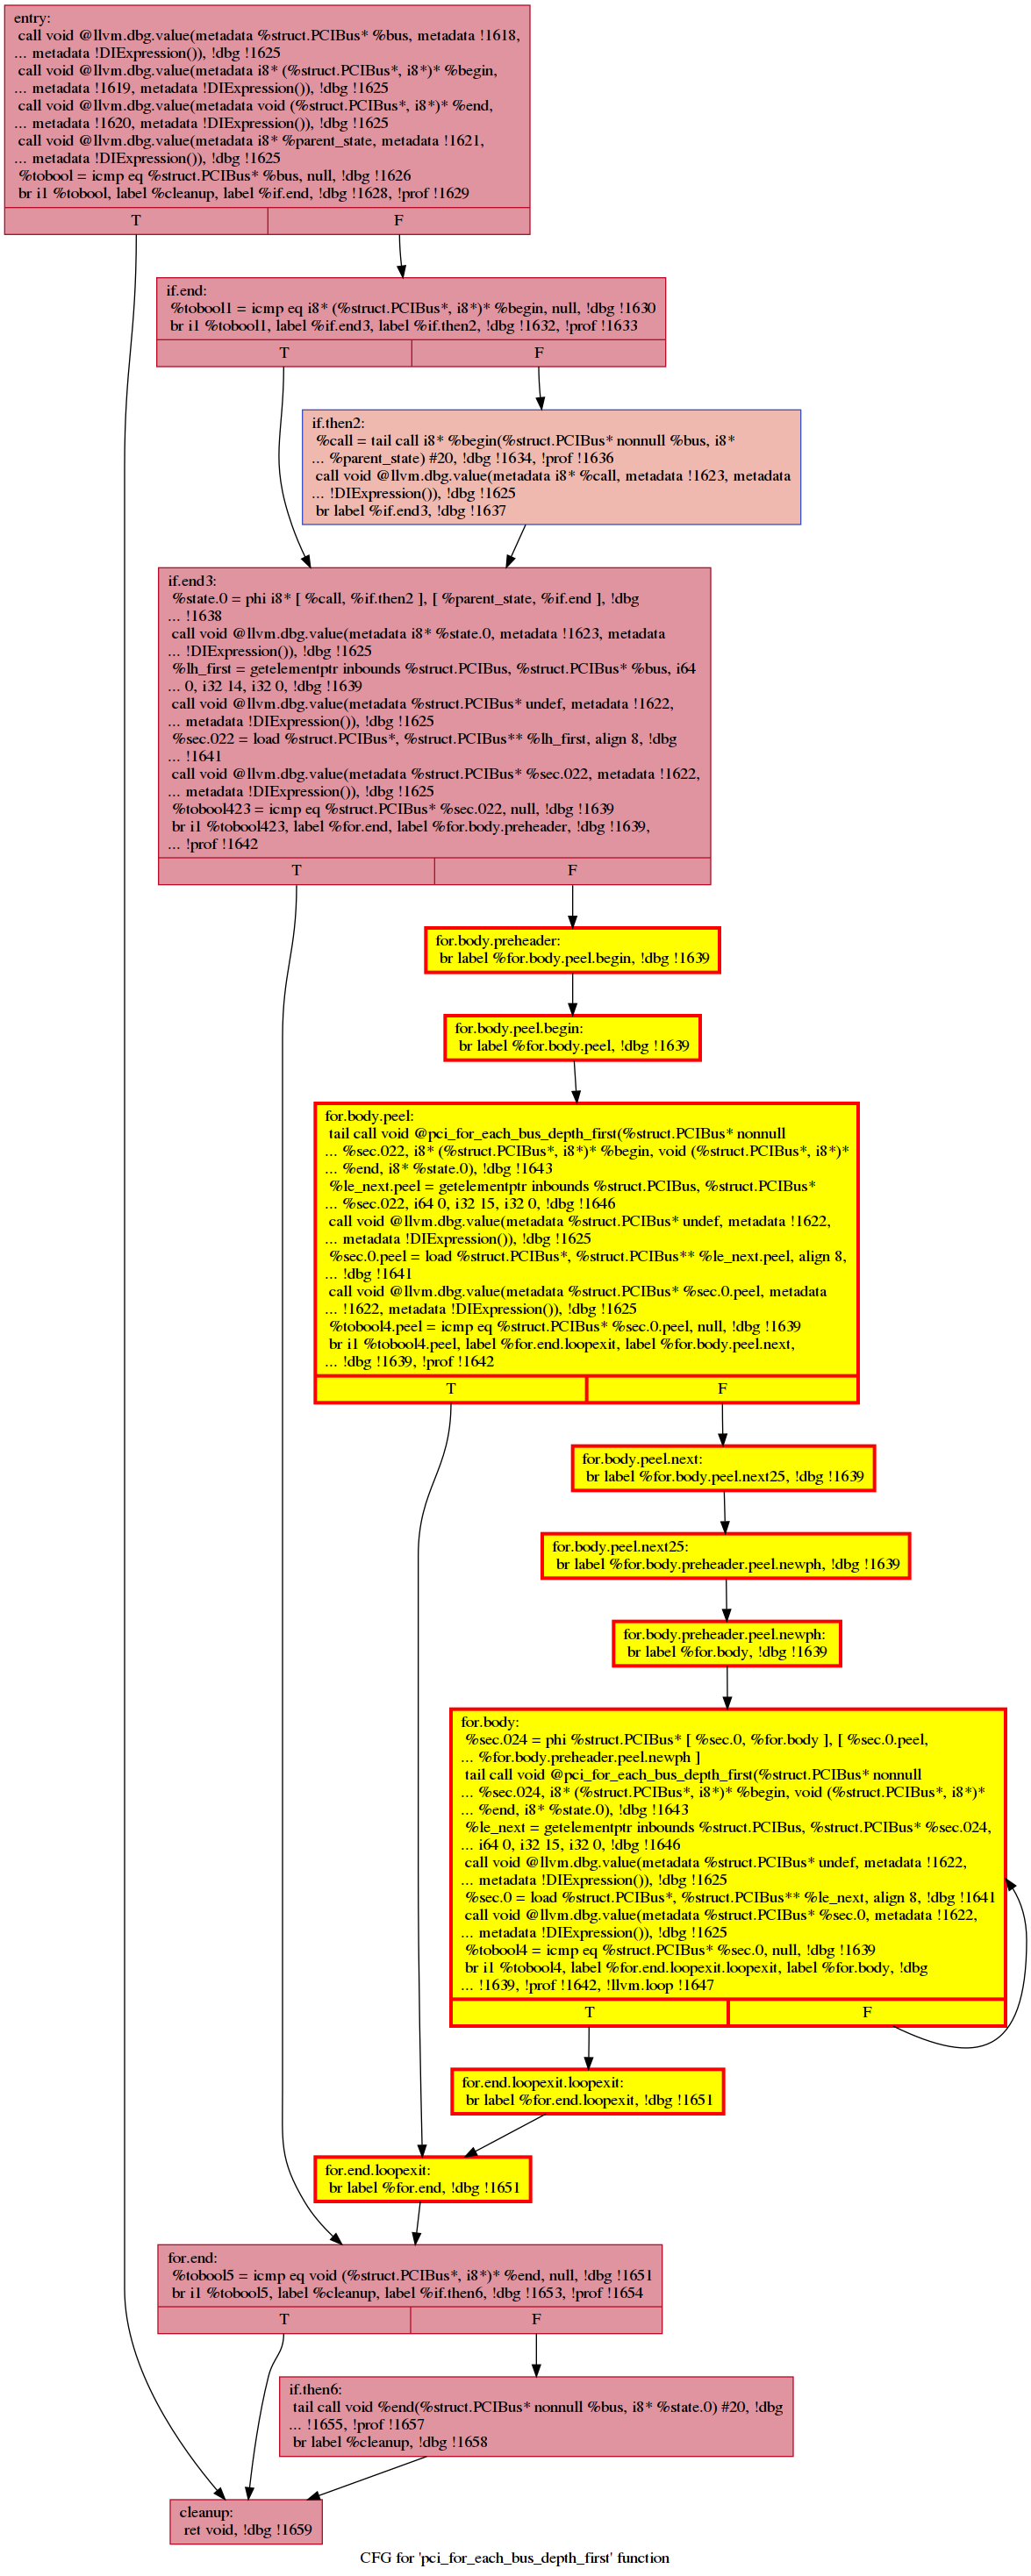 entry:
call void @llvm.dbg.value(metadata %struct.PCIBus* %bus, metadata !1618,
... metadata !DIExpression()), !dbg !1625
call void @llvm.dbg.value(metadata i8* (%struct.PCIBus*, i8*)* %begin,
... metadata !1619, metadata !DIExpression()), !dbg !1625
call void @llvm.dbg.value(metadata void (%struct.PCIBus*, i8*)* %end,
... metadata !1620, metadata !DIExpression()), !dbg !1625
call void @llvm.dbg.value(metadata i8* %parent_state, metadata !1621,
... metadata !DIExpression()), !dbg !1625
%tobool = icmp eq %struct.PCIBus* %bus, null, !dbg !1626
br i1 %tobool, label %cleanup, label %if.end, !dbg !1628, !prof !1629
T F
if.end:
%tobool1 = icmp eq i8* (%struct.PCIBus*, i8*)* %begin, null, !dbg !1630
br i1 %tobool1, label %if.end3, label %if.then2, !dbg !1632, !prof !1633
T F
if.then2:
%call = tail call i8* %begin(%struct.PCIBus* nonnull %bus, i8*
... %parent_state) #20, !dbg !1634, !prof !1636
call void @llvm.dbg.value(metadata i8* %call, metadata !1623, metadata
... !DIExpression()), !dbg !1625
br label %if.end3, !dbg !1637
if.end3:
%state.0 = phi i8* [ %call, %if.then2 ], [ %parent_state, %if.end ], !dbg
... !1638
call void @llvm.dbg.value(metadata i8* %state.0, metadata !1623, metadata
... !DIExpression()), !dbg !1625
%lh_first = getelementptr inbounds %struct.PCIBus, %struct.PCIBus* %bus, i64
... 0, i32 14, i32 0, !dbg !1639
call void @llvm.dbg.value(metadata %struct.PCIBus* undef, metadata !1622,
... metadata !DIExpression()), !dbg !1625
%sec.022 = load %struct.PCIBus*, %struct.PCIBus** %lh_first, align 8, !dbg
... !1641
call void @llvm.dbg.value(metadata %struct.PCIBus* %sec.022, metadata !1622,
... metadata !DIExpression()), !dbg !1625
%tobool423 = icmp eq %struct.PCIBus* %sec.022, null, !dbg !1639
br i1 %tobool423, label %for.end, label %for.body.preheader, !dbg !1639,
... !prof !1642
T F
for.body.preheader:
br label %for.body.peel.begin, !dbg !1639
for.body.peel.begin:
br label %for.body.peel, !dbg !1639
for.body.peel:
tail call void @pci_for_each_bus_depth_first(%struct.PCIBus* nonnull
... %sec.022, i8* (%struct.PCIBus*, i8*)* %begin, void (%struct.PCIBus*, i8*)*
... %end, i8* %state.0), !dbg !1643
%le_next.peel = getelementptr inbounds %struct.PCIBus, %struct.PCIBus*
... %sec.022, i64 0, i32 15, i32 0, !dbg !1646
call void @llvm.dbg.value(metadata %struct.PCIBus* undef, metadata !1622,
... metadata !DIExpression()), !dbg !1625
%sec.0.peel = load %struct.PCIBus*, %struct.PCIBus** %le_next.peel, align 8,
... !dbg !1641
call void @llvm.dbg.value(metadata %struct.PCIBus* %sec.0.peel, metadata
... !1622, metadata !DIExpression()), !dbg !1625
%tobool4.peel = icmp eq %struct.PCIBus* %sec.0.peel, null, !dbg !1639
br i1 %tobool4.peel, label %for.end.loopexit, label %for.body.peel.next,
... !dbg !1639, !prof !1642
T F
for.body.peel.next:
br label %for.body.peel.next25, !dbg !1639
for.body.peel.next25:
br label %for.body.preheader.peel.newph, !dbg !1639
for.body.preheader.peel.newph:
br label %for.body, !dbg !1639
for.body:
%sec.024 = phi %struct.PCIBus* [ %sec.0, %for.body ], [ %sec.0.peel,
... %for.body.preheader.peel.newph ]
tail call void @pci_for_each_bus_depth_first(%struct.PCIBus* nonnull
... %sec.024, i8* (%struct.PCIBus*, i8*)* %begin, void (%struct.PCIBus*, i8*)*
... %end, i8* %state.0), !dbg !1643
%le_next = getelementptr inbounds %struct.PCIBus, %struct.PCIBus* %sec.024,
... i64 0, i32 15, i32 0, !dbg !1646
call void @llvm.dbg.value(metadata %struct.PCIBus* undef, metadata !1622,
... metadata !DIExpression()), !dbg !1625
%sec.0 = load %struct.PCIBus*, %struct.PCIBus** %le_next, align 8, !dbg !1641
call void @llvm.dbg.value(metadata %struct.PCIBus* %sec.0, metadata !1622,
... metadata !DIExpression()), !dbg !1625
%tobool4 = icmp eq %struct.PCIBus* %sec.0, null, !dbg !1639
br i1 %tobool4, label %for.end.loopexit.loopexit, label %for.body, !dbg
... !1639, !prof !1642, !llvm.loop !1647
T F
for.end.loopexit.loopexit:
br label %for.end.loopexit, !dbg !1651
for.end.loopexit:
br label %for.end, !dbg !1651
for.end:
%tobool5 = icmp eq void (%struct.PCIBus*, i8*)* %end, null, !dbg !1651
br i1 %tobool5, label %cleanup, label %if.then6, !dbg !1653, !prof !1654
T F
if.then6:
tail call void %end(%struct.PCIBus* nonnull %bus, i8* %state.0) #20, !dbg
... !1655, !prof !1657
br label %cleanup, !dbg !1658
cleanup:
ret void, !dbg !1659
CFG for 'pci_for_each_bus_depth_first' function